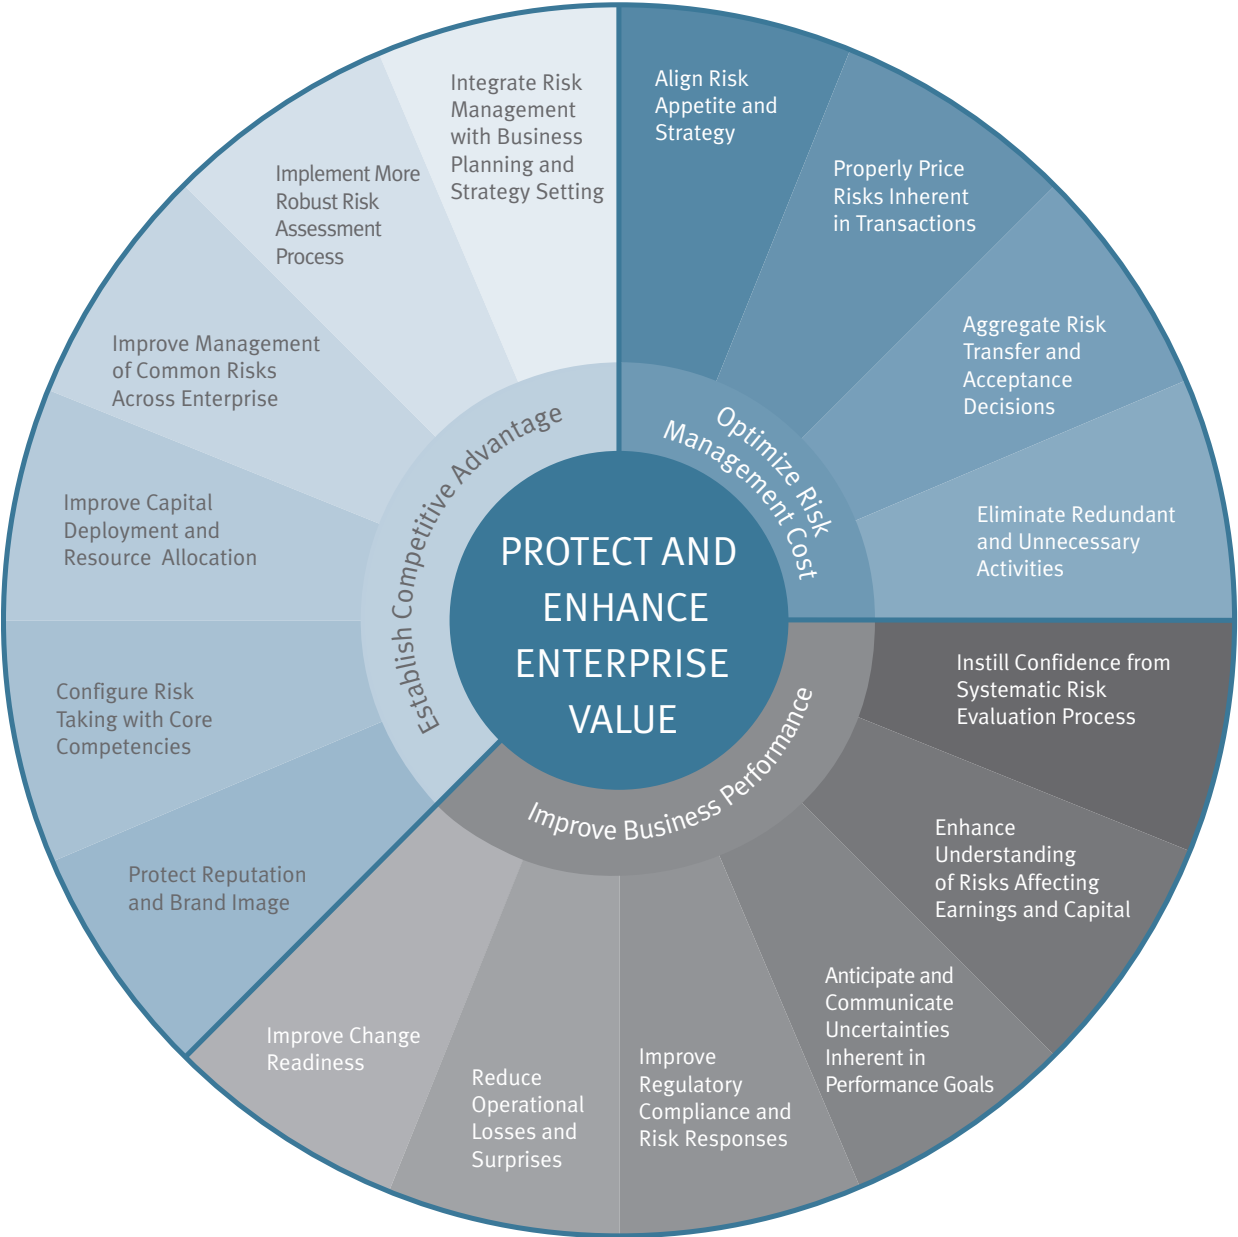 Integrate Risk
Management
with Business
Planning and
Strategy Setting
Align Risk
Appetite and
Strategy
Properly Price
Risks Inherent
in Transactions
Aggregate Risk
Transfer and
Acceptance
Decisions
Eliminate Redundant
and Unnecessary
Activities
Instill Confidence from
Systematic Risk
Evaluation Process
Enhance
Understanding
of Risks Affecting
Earnings and Capital
Anticipate and
Communicate
Uncertainties
Inherent in
Performance Goals
Improve
Regulatory
Compliance and
Risk Responses
Reduce
Operational
Losses and
Surprises
Improve Change
Readiness
Protect Reputation
and Brand Image
Configure Risk
Taking with Core
Competencies
Improve Capital
Deployment and
Resource Allocation
Improve Management
of Common Risks
Across Enterprise
Implement More
Robust Risk
Assessment
Process
Optimize Risk
Management Cost
Improve Business Performance
Establish Competitive Advantage
PROTECT AND
ENHANCE
ENTERPRISE
VALUE